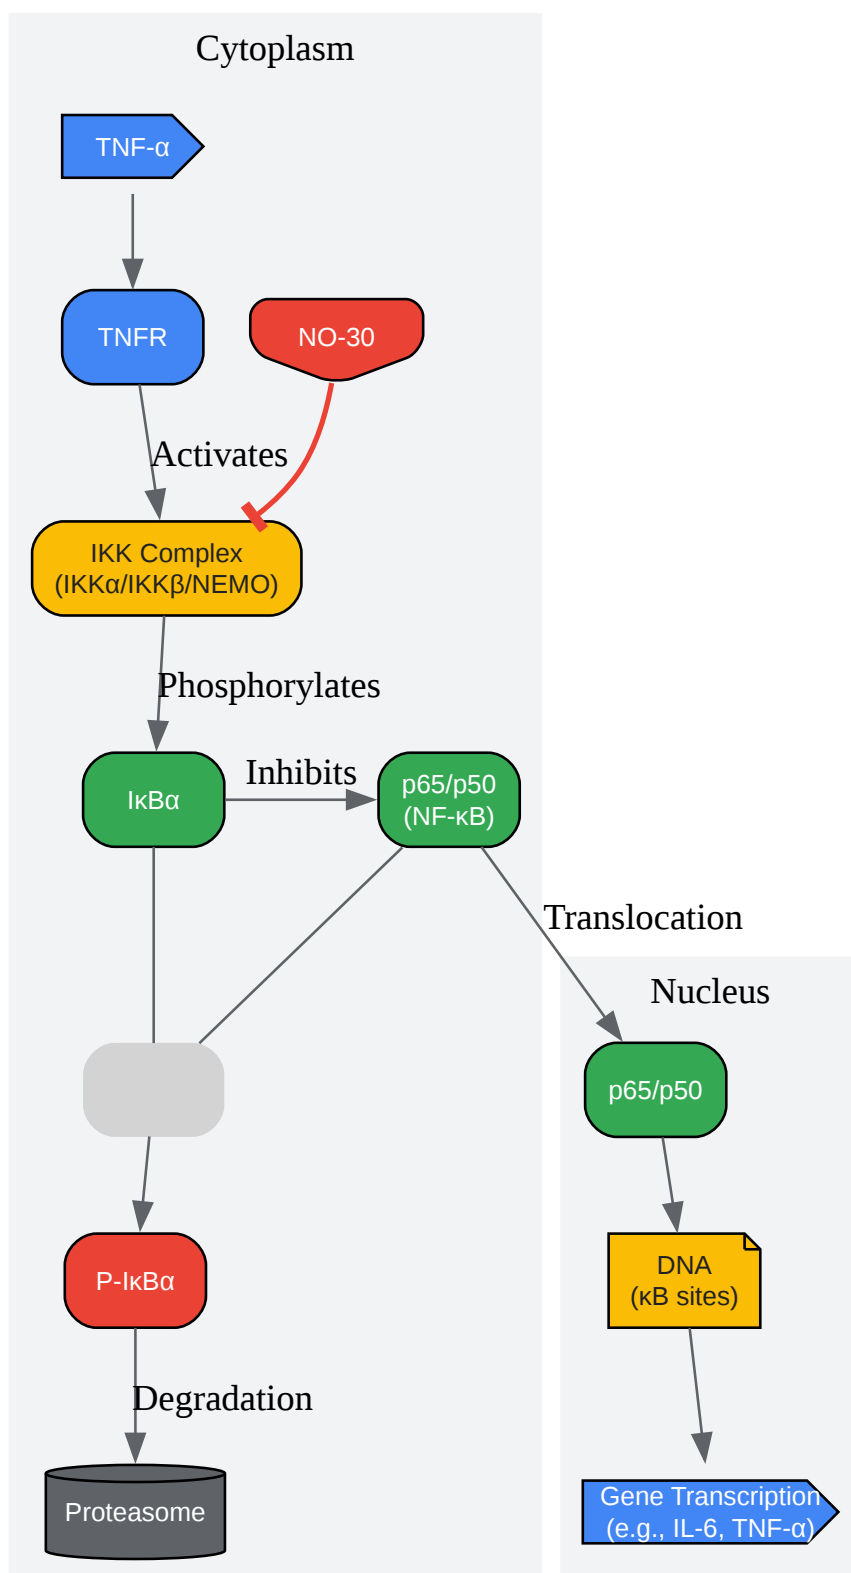 Cytoplasm
TNF-α
TNFR
NO-30
Activates
IKK Complex
(IKKα/IKKβ/NEMO)
Phosphorylates
IκBα
Inhibits
p65/p50
(NF-κB)
Translocation
Nucleus
p65/p50
P-IκBα
DNA
(κB sites)
Degradation
Proteasome
Gene Transcription
(e.g., IL-6, TNF-α)